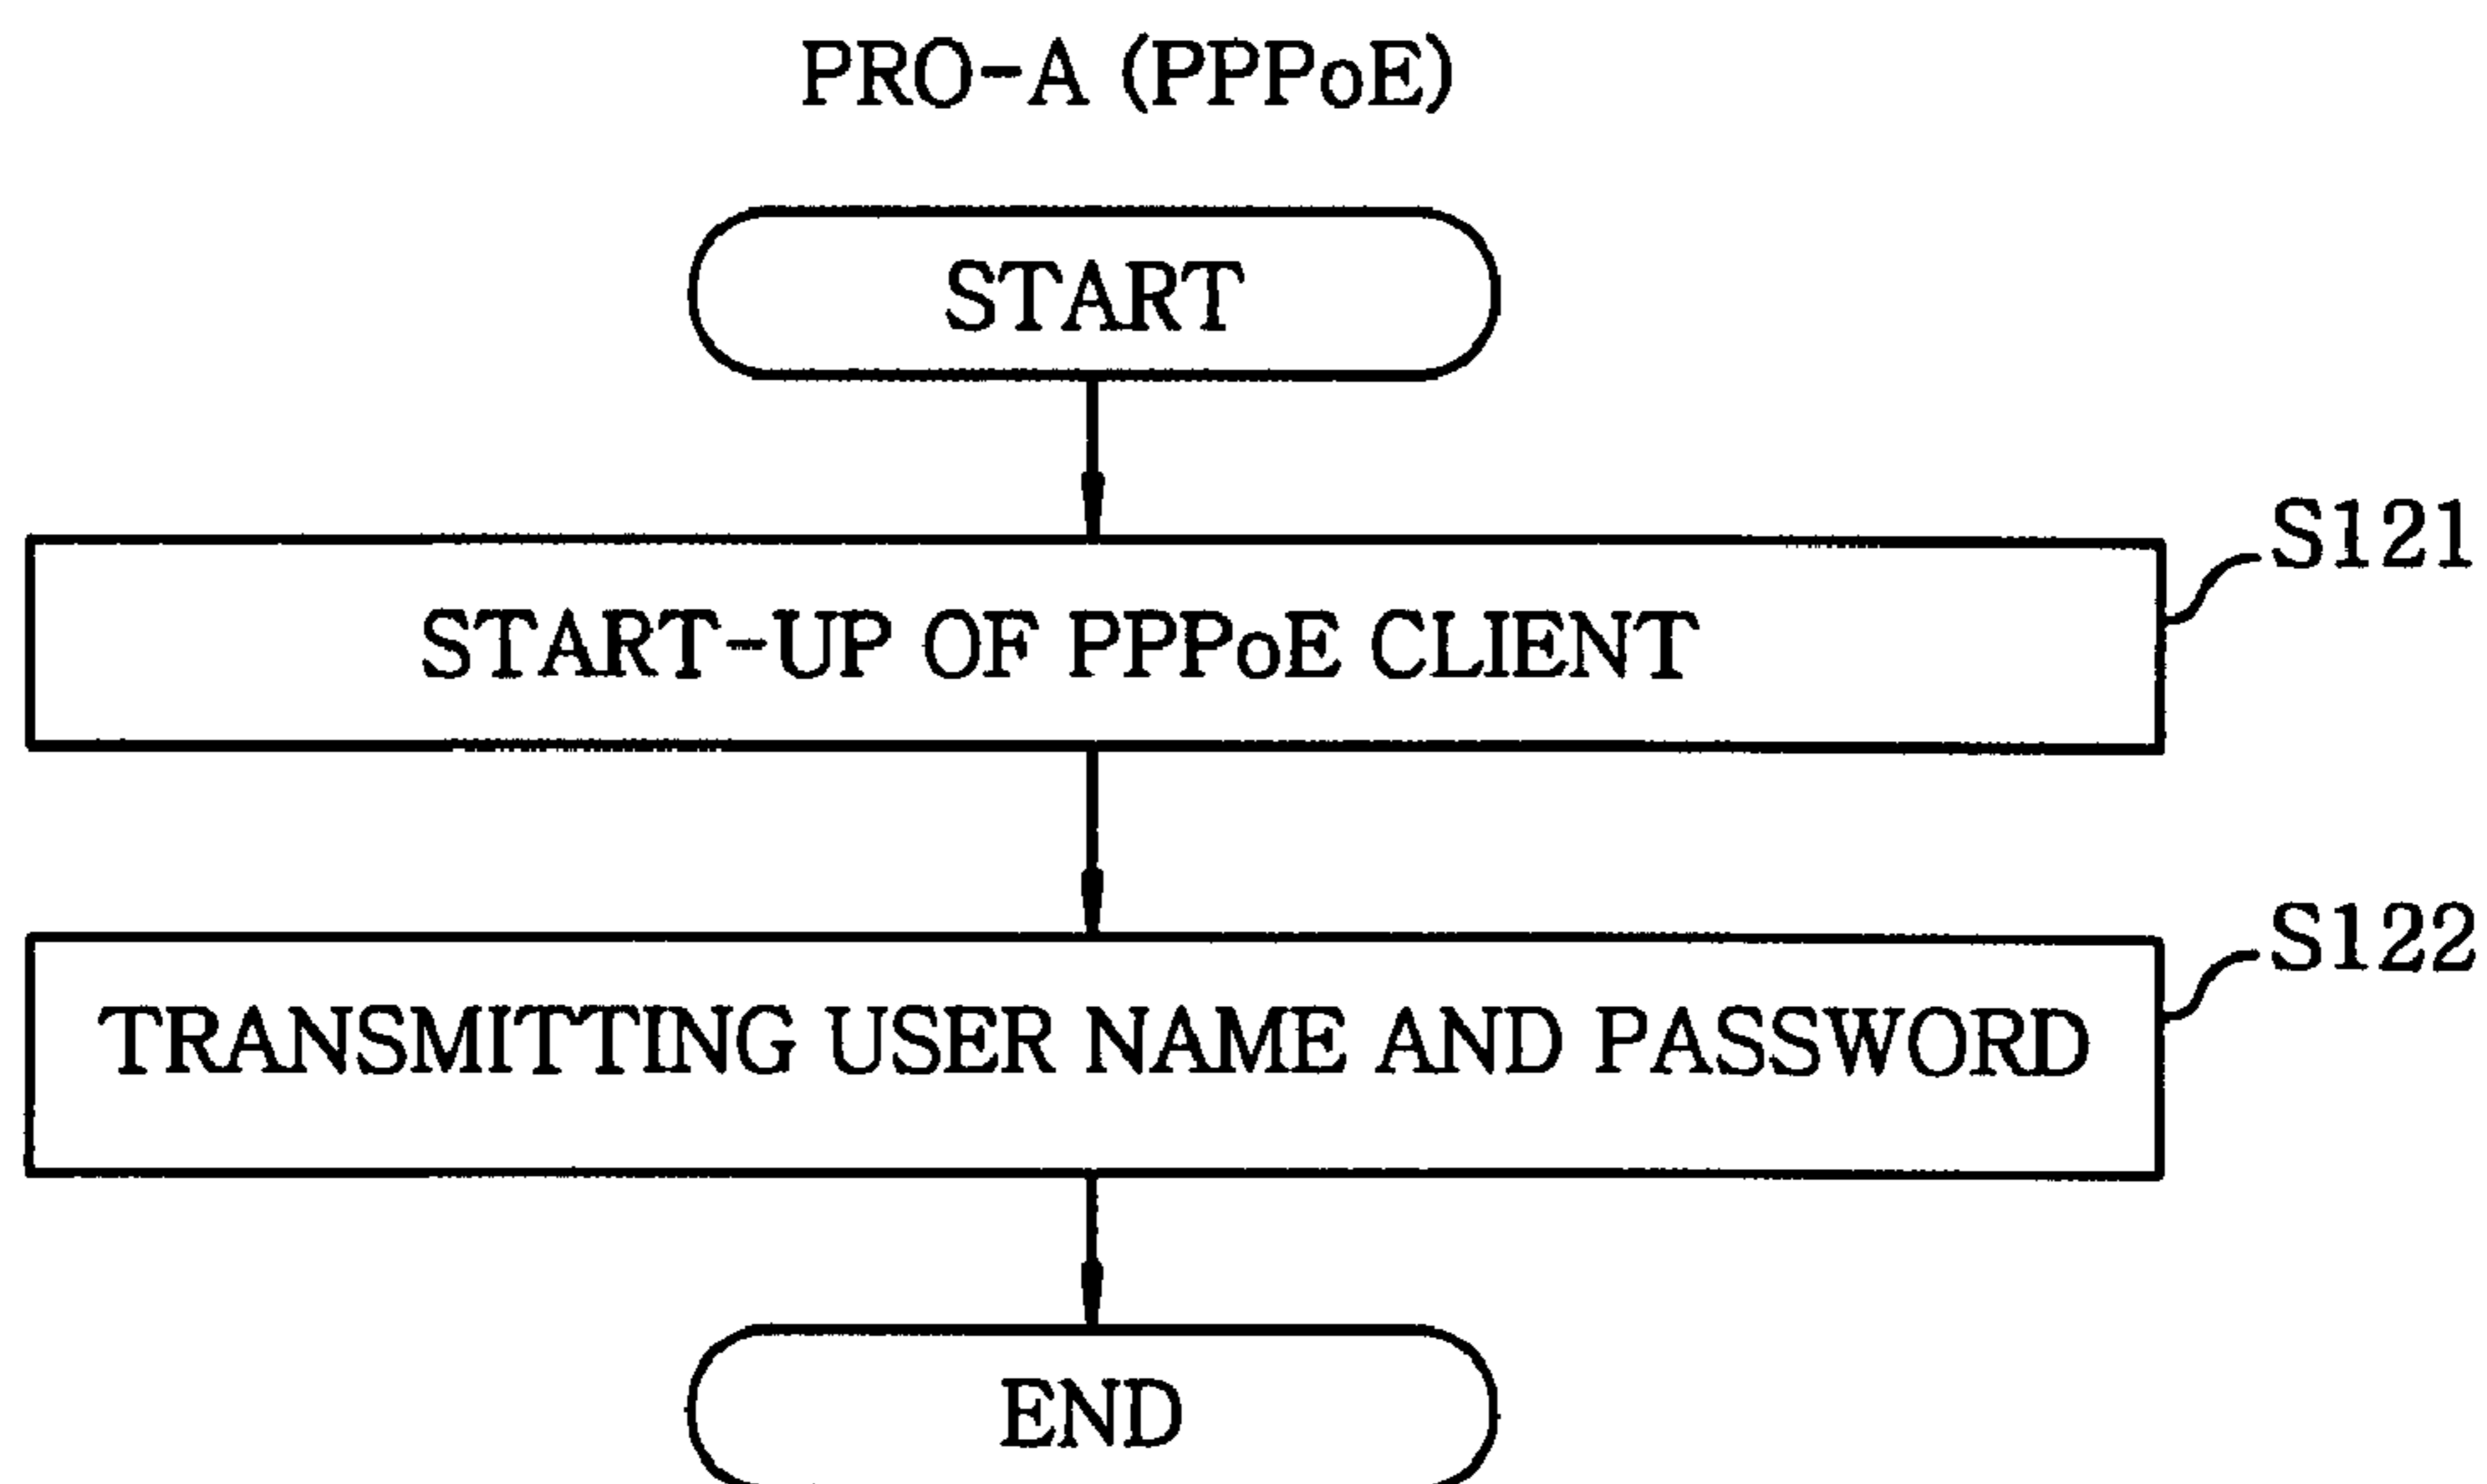 PRO-A (PPPoE)
START
S121
START-UP OF PPPoE CLIENT
S122
TRANSMITTING USER NAME AND PASSWORD
END